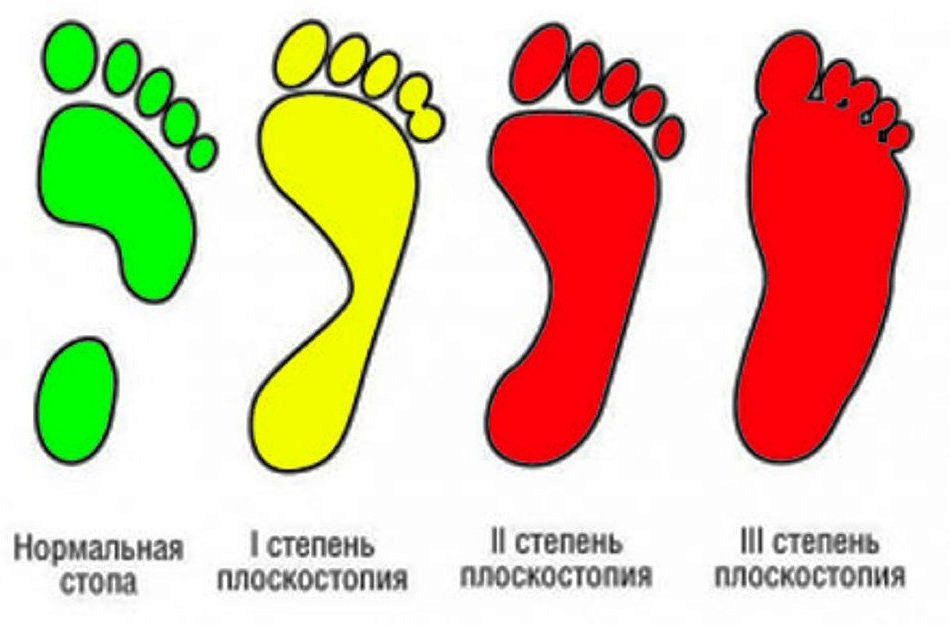 Нормальная
стопа
I степень
плоскостопия
II степень
плоскостопия
III степень
плоскостопия